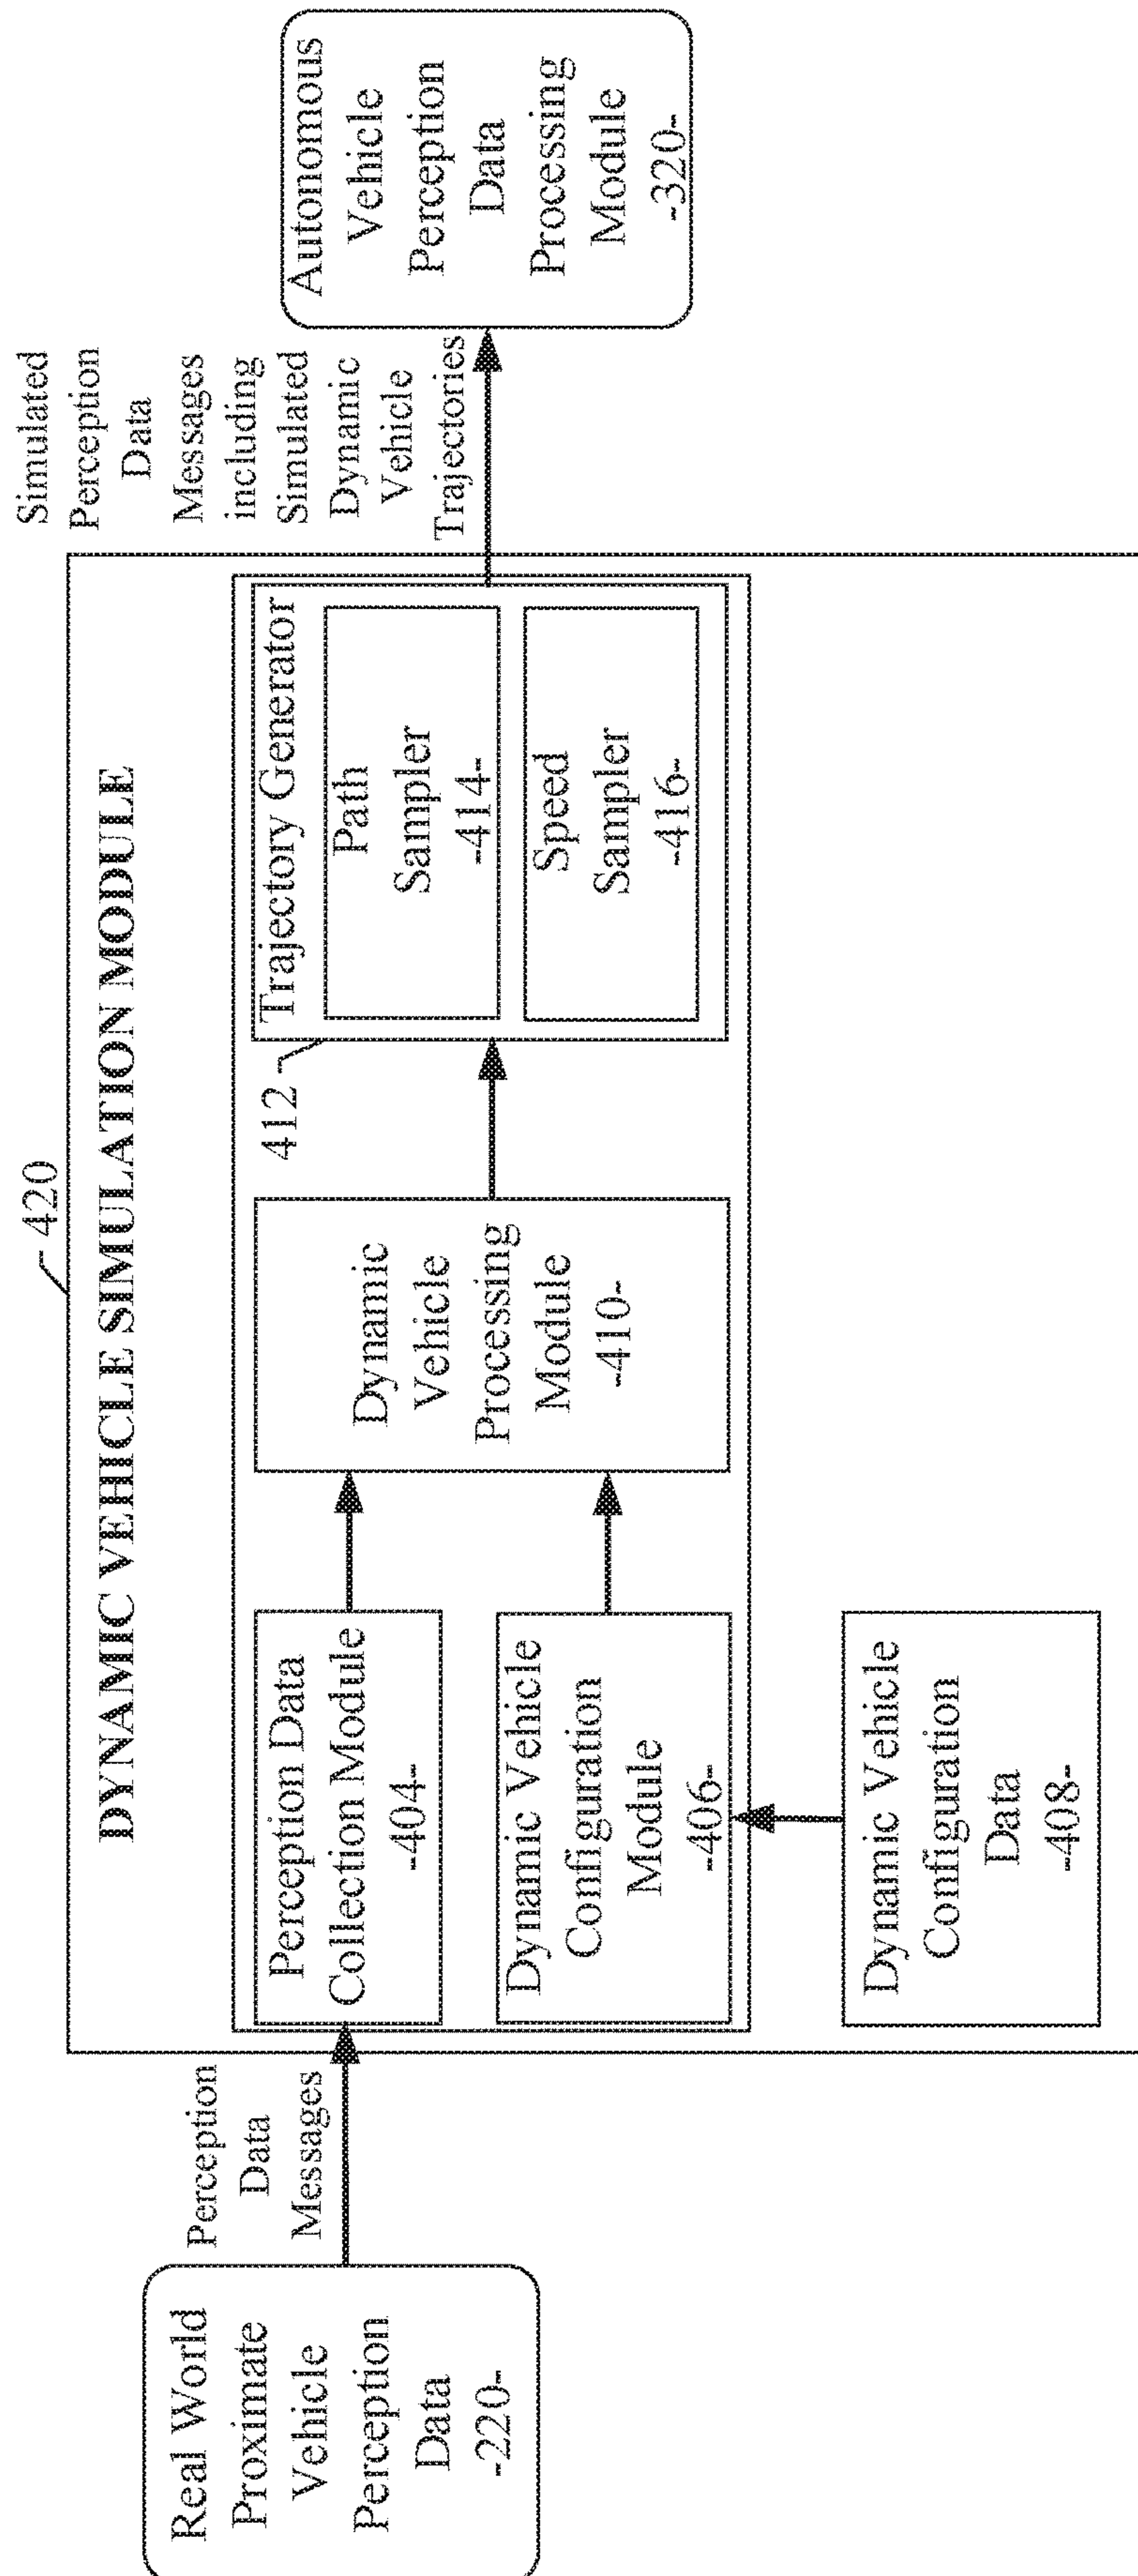 420
DYNAMIC VEHICLE SIMULATION MODULE
Real World
Proximate
Vehicle
Perception
Data
-220-
Perception
Data
Messages
Perception Data
Collection Module
-404-
Dynamic Vehicle
Configuration
Module
-406-
Dynamic Vehicle
Configuration
Data
-408-
Dynamic
Vehicle
Processing
Module
-410-
412
Trajectory Generator
Path
Sampler
-414-
Speed
Sampler
-416-
Simulated
Perception
Data
Messages
including
Simulated
Dynamic
Vehicle
Trajectories
Autonomous
Vehicle
Perception
Data
Processing
Module
-320-